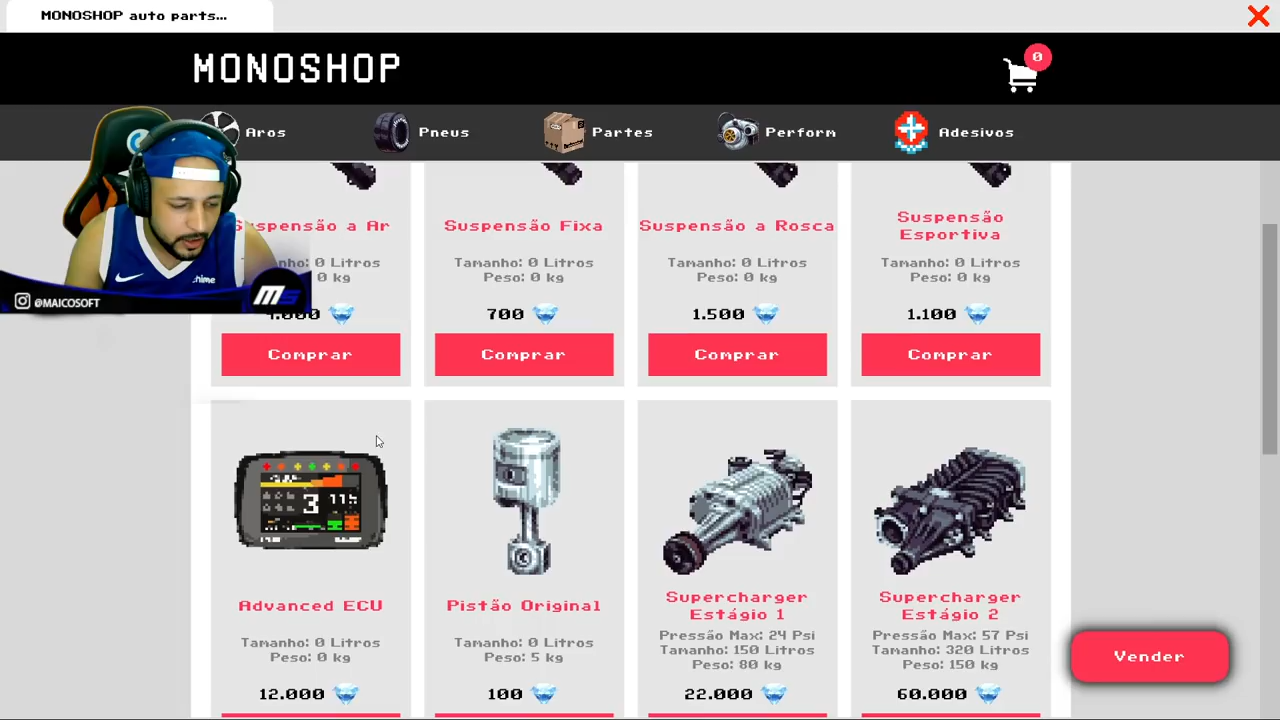 MONOSHOP auto parts...
MONOSHOP
0
Aros
Pneus
Partes
Perform
Adesivos
Suspensão a Ar
Litros
0 kg
Comprar
Suspensão Fixa
Tamanho: 0 Litros
Peso: 0 kg
700
Comprar
Suspensão a Rosca
Tamanho: 0 Litros
Peso: 0 kg
1.500
Comprar
Suspensão
Esportiva
Tamanho: 0 Litros
Peso: 0 kg
1.100
Comprar
.hime
MS
@MAICOSOFT
3
Advanced ECU
Tamanho: 0 Litros
Peso: 0 kg
12.000
Pistão Original
Tamanho: 0 Litros
Peso: 5 kg
100
Supercharger
Estágio 1
Pressão Max: 24 Psi
Tamanho: 150 Litros
Peso: 80 kg
22.000
Supercharger
Estágio 2
Pressão Max: 57 Psi
Tamanho: 320 Litros
Peso: 150 kg
60.000
Vender